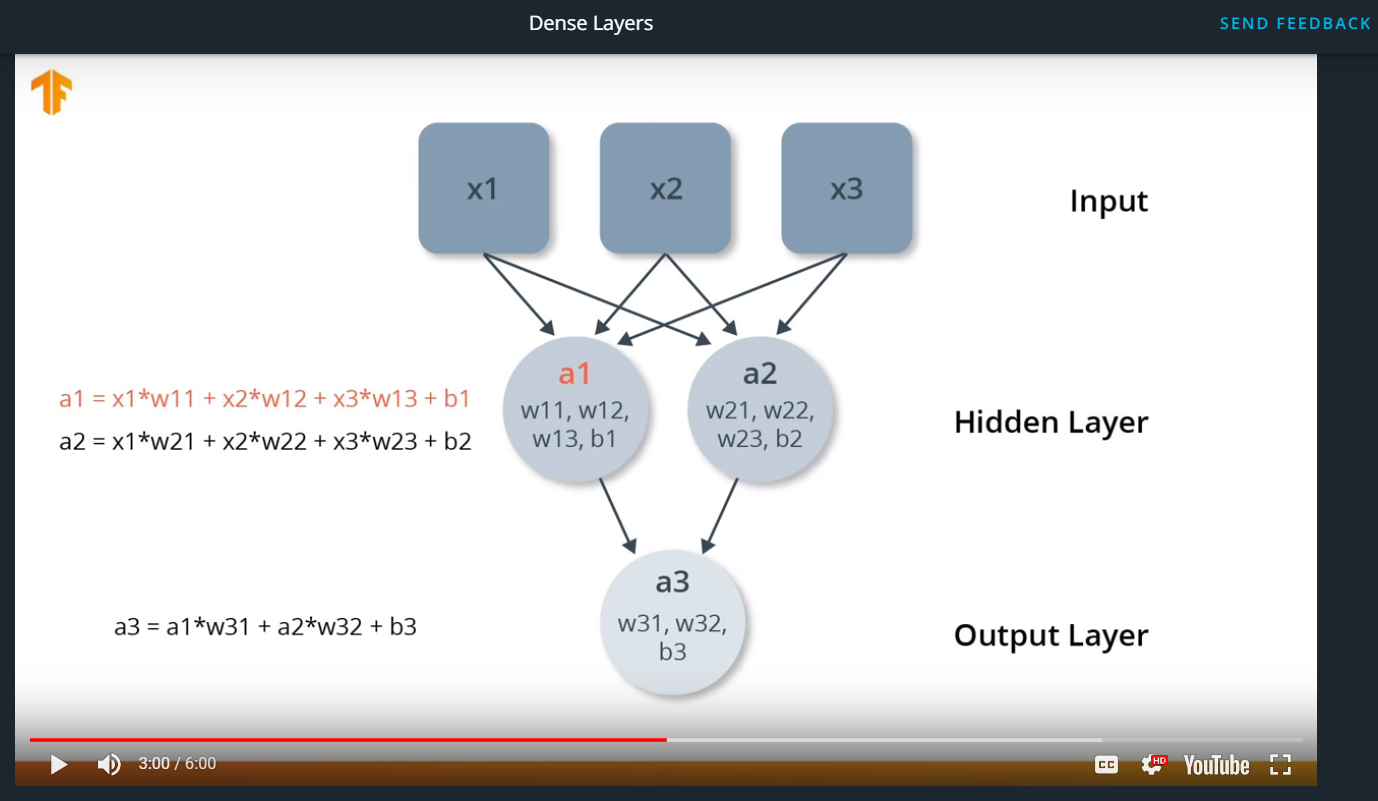 Dense Layers
SEND FEEDBACK
x1
x2
x3
Input
a1
w11, w12,
w13, b1
a2
w21, w22,
w23, b2
a1 = x1*w11 + x2*w12 + x3*w13 + b1
a2 = x1*w21 + x2*w22 + x3*w23 + b2
Hidden Layer
a3
w31, w32,
b3
a3 = a1*w31 + a2*w32 + b3
Output Layer
3:00 / 6:00
CC
HD
YouTube